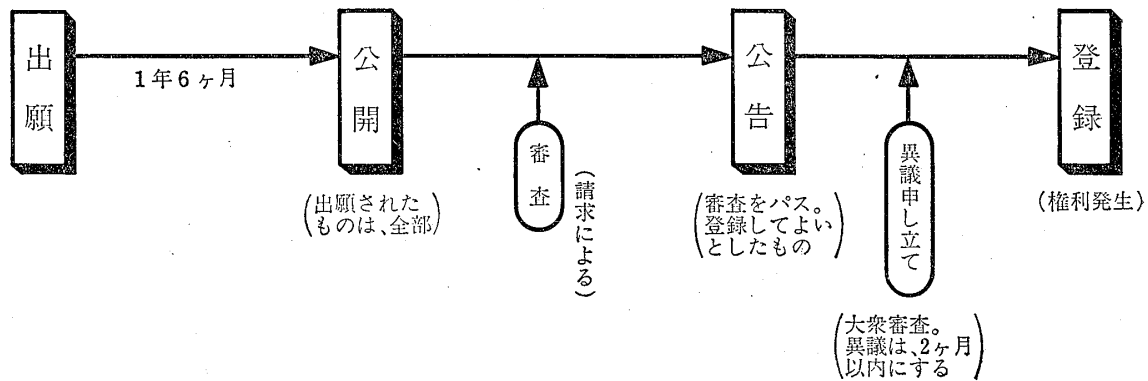 出願
1年6ヶ月
公開
(出願された
ものは、全部)
審査
(請求による)
公告
(審査をパス。
登録してよい
としたもの)
異議申し立て
(大衆審査。
異議は、2ヶ月
以内にする)
登録
(権利発生)